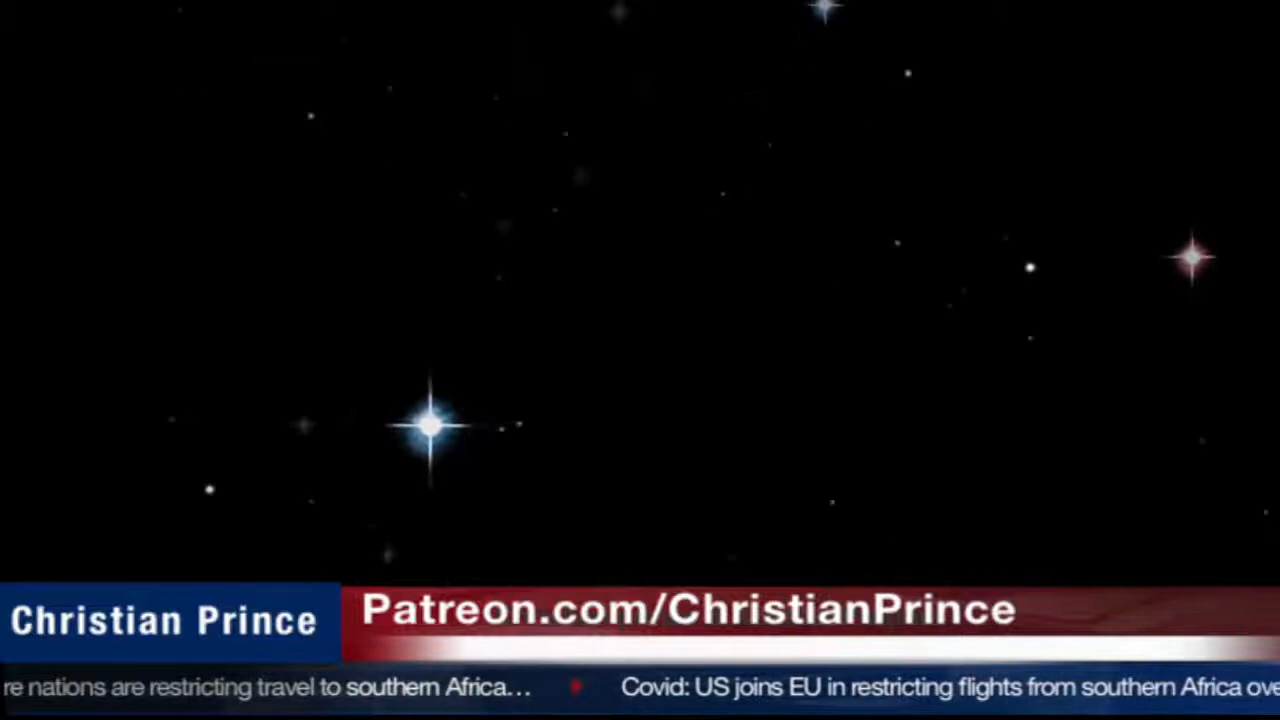 Christian Prince
Patreon.com/ChristianPrince
re nations are restricting travel to southern Africa... Covid: US joins EU in restricting flights from southern Africa ove